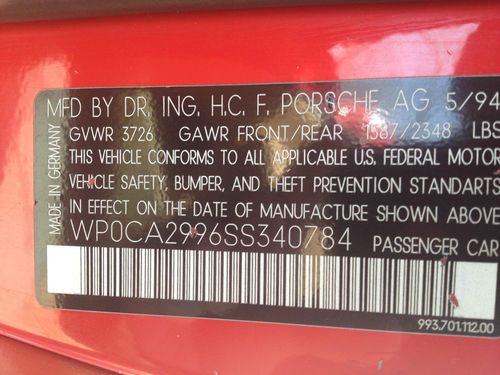 MFD BY DR. ING. H.C. F. PORSCHE AG 5/94
GVWR 3726 GAWR FRONT/REAR 1587/2348 LBS
THIS VEHICLE CONFORMS TO ALL APPLICABLE U.S. FEDERAL MOTOR
VEHICLE SAFETY, BUMPER, AND THEFT PREVENTION STANDARTS
IN EFFECT ON THE DATE OF MANUFACTURE SHOWN ABOVE
WP0CA2996SS340784 PASSENGER CAR
993.701.112.00
MADE IN GERMANY